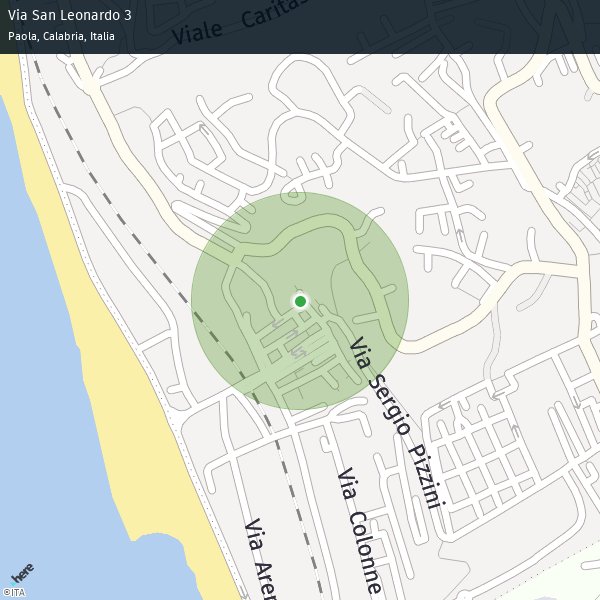 Via San Leonardo 3
Paola, Calabria, Italia
Viale Caritas
Via Sergio Pizzini
Via Colonne
Via Aren
here
©ITA